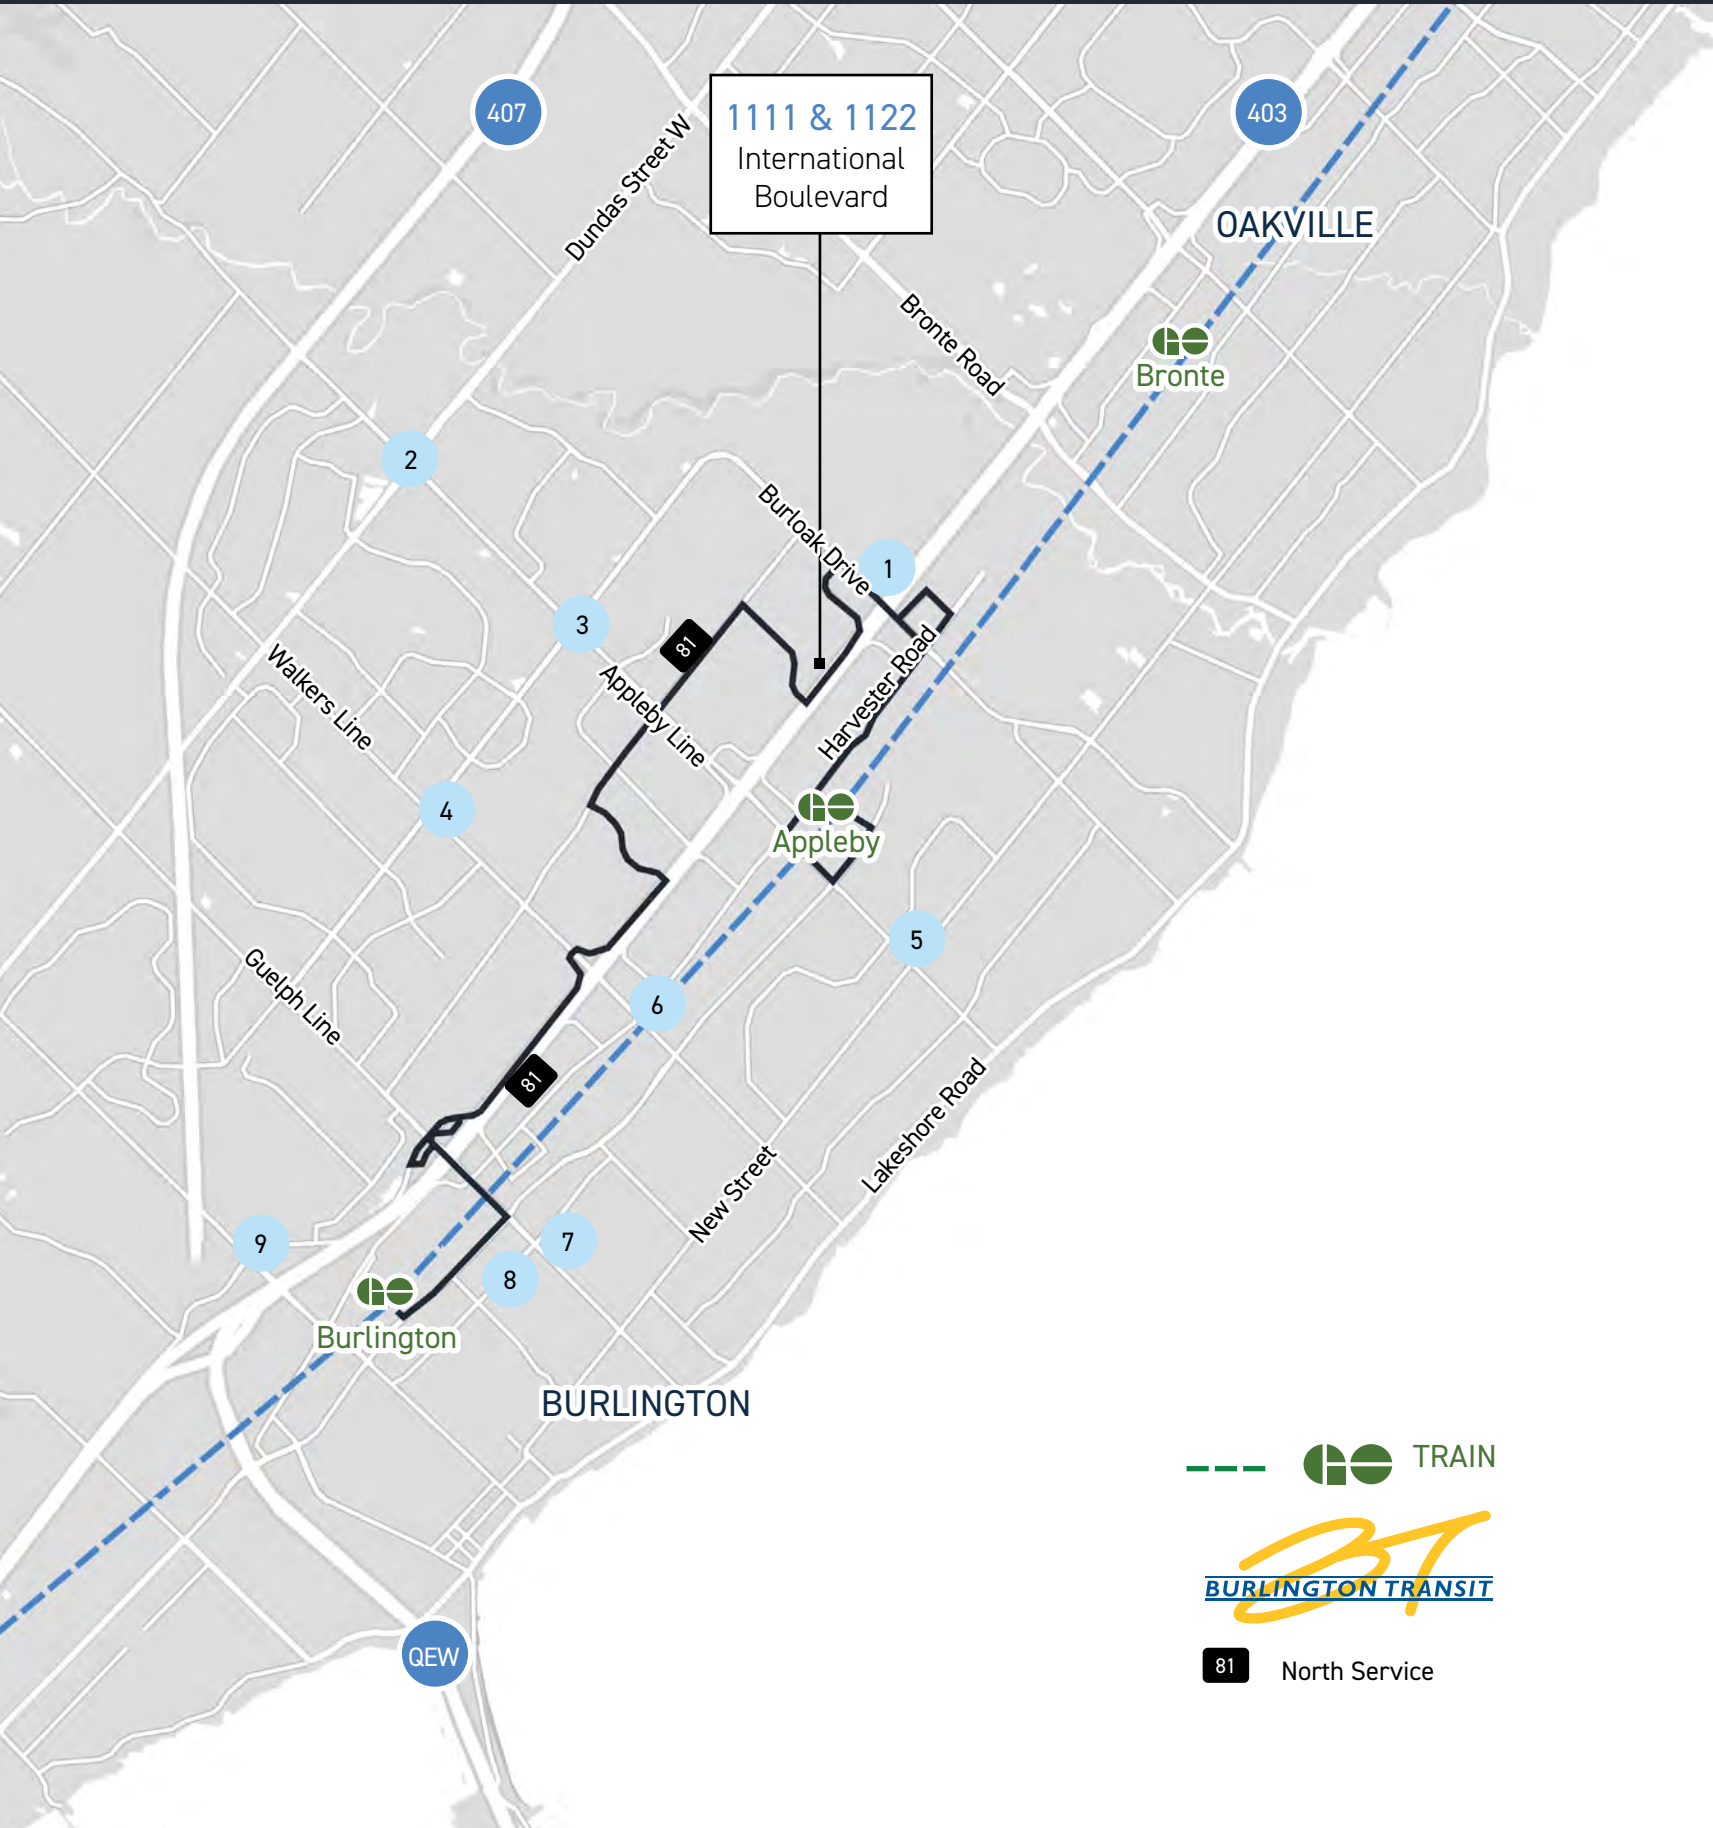 407
1111 & 1122
International
Boulevard
403
Dundas Street W
OAKVILLE
Bronte Road
Bronte
2
Burloak Drive
1
3
81
Harvester Road
Walkers Line
Appleby Line
4
Appleby
5
Guelph Line
6
81
Lakeshore Road
New Street
9
7
8
Burlington
BURLINGTON
TRAIN
BURLINGTON TRANSIT
QEW
81 North Service